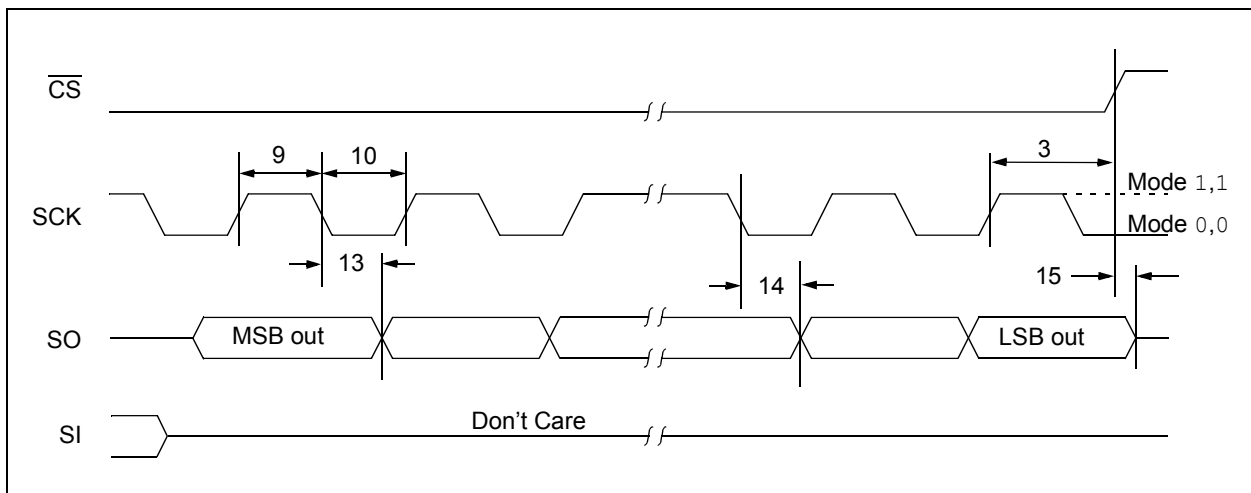 CS
9
10
3
Mode 1,1
SCK
Mode 0,0
13
14
15
SO
MSB out
LSB out
Don't Care
SI